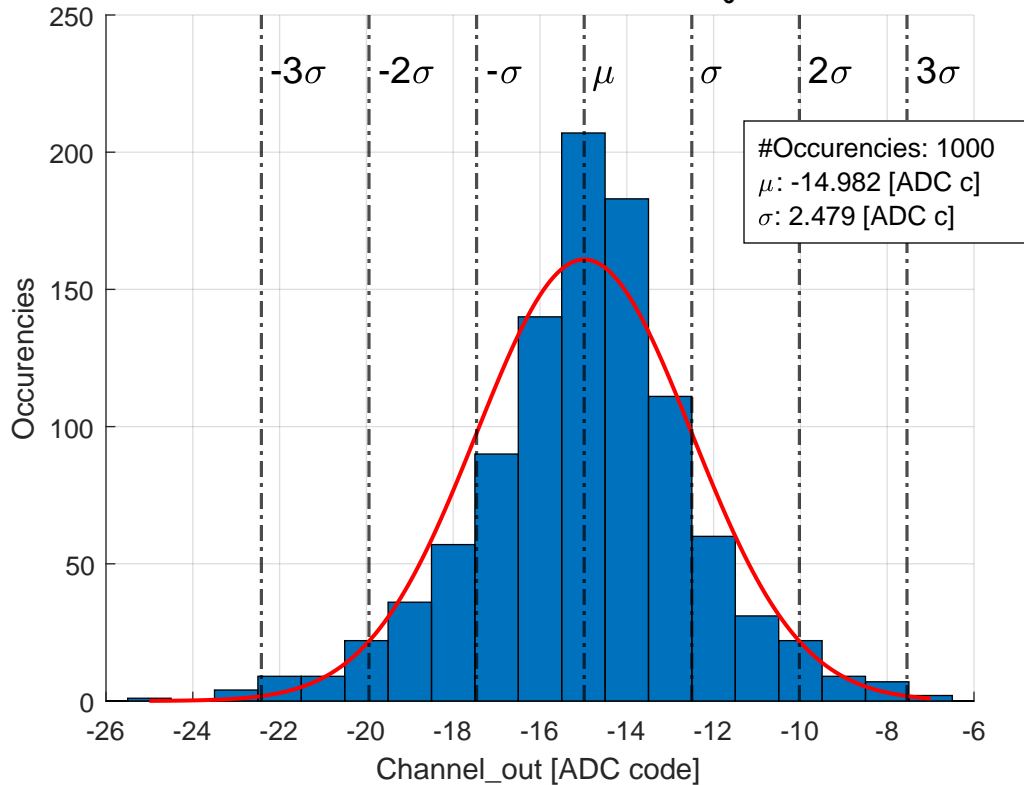 250
200
150
100
50
0
-3σ -2σ -σ μ σ 2σ 3σ
#Occurencies: 1000
μ: -14.982 [ADC c]
σ: 2.479 [ADC c]
Occurencies
-26 -24 -22 -20 -18 -16 -14 -12 -10 -8 -6
Channel_out [ADC code]